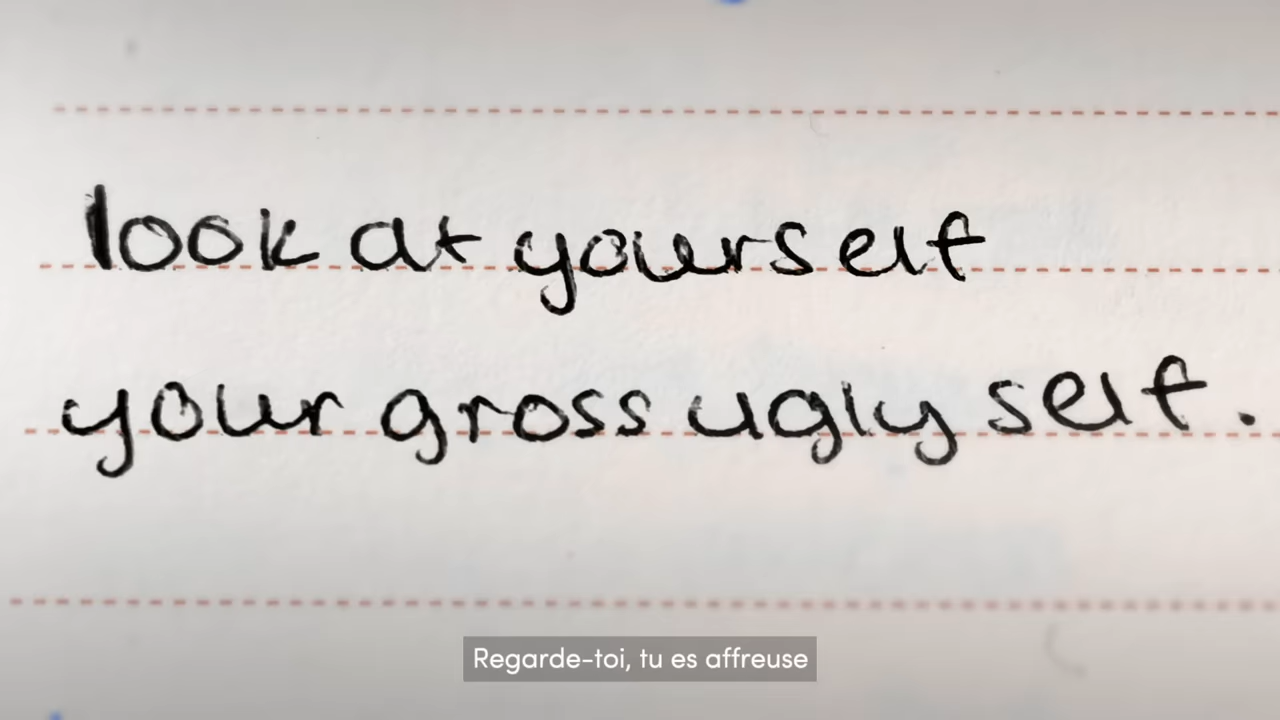 look at yourself
your gross ugly self.
Regarde-toi, tu es affreuse